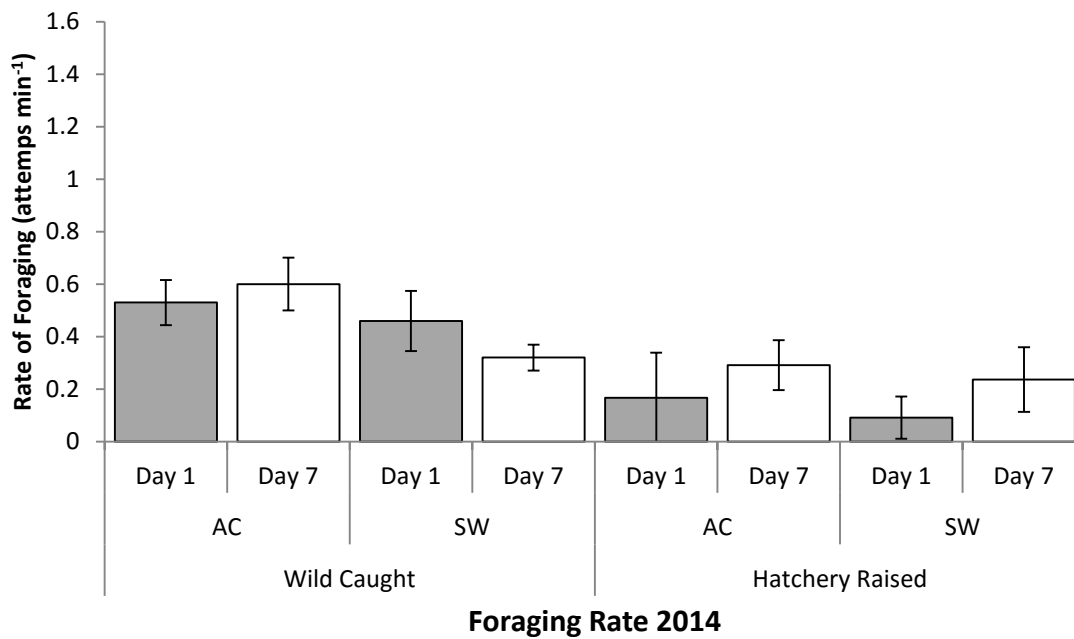 Rate of Foraging (attemps min⁻¹)
1.6
1.4
1.2
1
0.8
0.6
0.4
0.2
0
Day 1 Day 7 Day 1 Day 7 Day 1 Day 7 Day 1 Day 7
AC SW AC SW
Wild Caught Hatchery Raised
Foraging Rate 2014